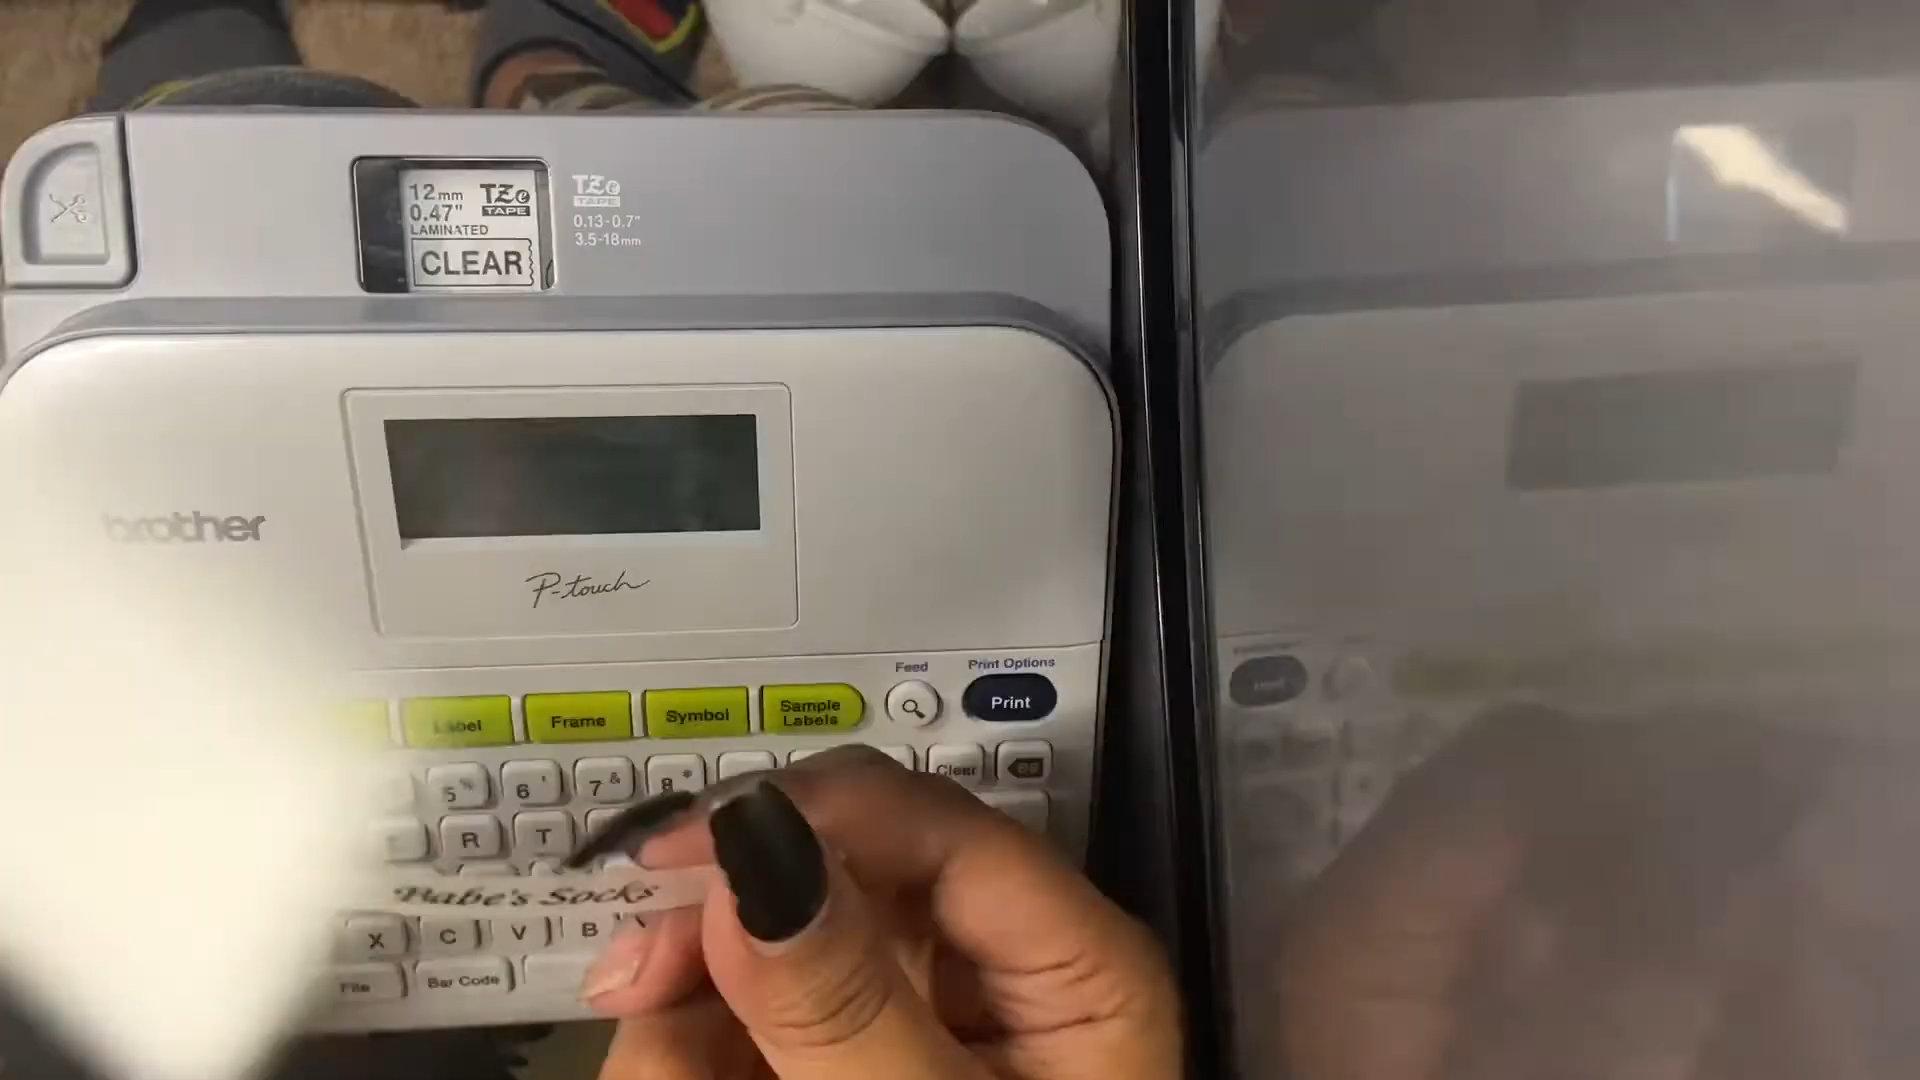 12mm TZe
0.47" TAPE
LAMINATED
CLEAR
TZe
TAPE
0.13-0.7"
3.5-18mm
brother
P-touch
Feed
Print Options
Label
Frame
Symbol
Sample
Labels
Print
5 %
6 '
7 &
8 *
Clear
R
T
Babe's Socks
X
C
V
B
File
Bar Code